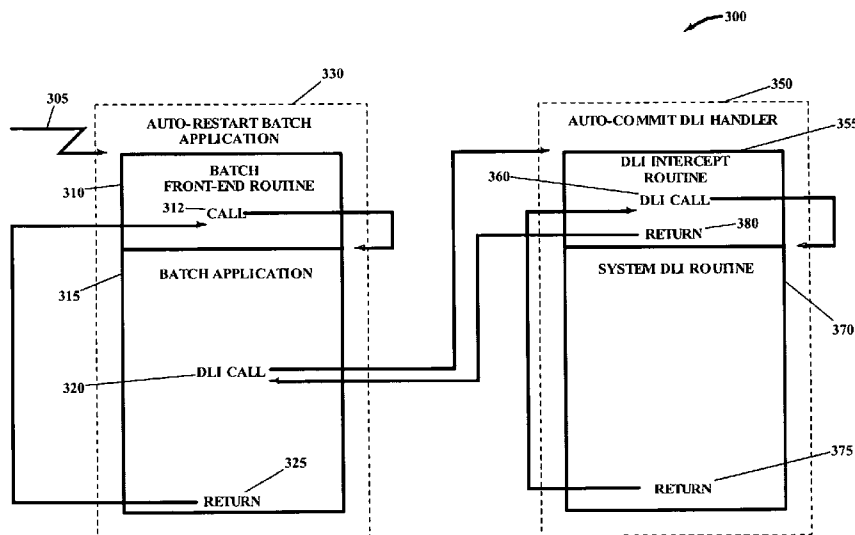 300
305
330
350
AUTO-RESTART BATCH
APPLICATION
AUTO-COMMIT DLI HANDLER
355
310
BATCH
FRONT-END ROUTINE
312
CALL
DLI INTERCEPT
ROUTINE
360
DLI CALL
380
RETURN
315
BATCH APPLICATION
SYSTEM DLI ROUTINE
370
320
DLI CALL
325
RETURN
375
RETURN